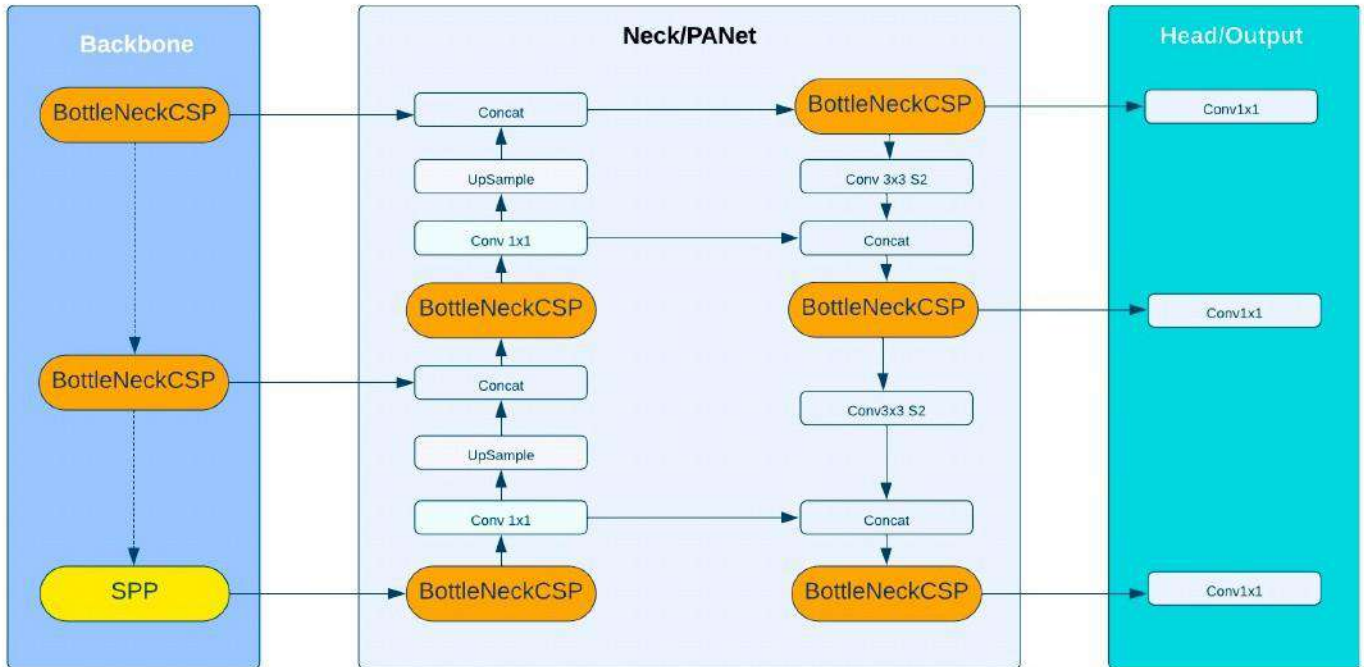 Backbone
BottleNeckCSP
BottleNeckCSP
SPP
Neck/PANet
Concat
UpSample
Conv 1x1
BottleNeckCSP
Concat
UpSample
Conv 1x1
BottleNeckCSP
BottleNeckCSP
Conv 3x3 S2
Concat
BottleNeckCSP
Conv3x3 S2
Concat
BottleNeckCSP
Head/Output
Conv1x1
Conv1x1
Conv1x1